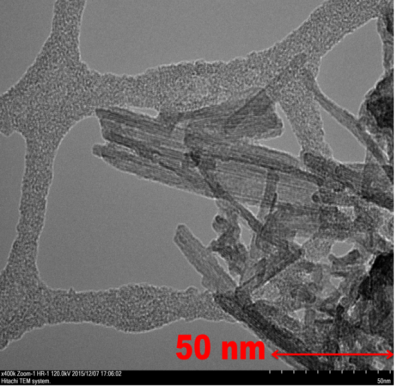 50 nm
x400k Zoom-1 HR-1 120.0kV 2015/12/07 17:06:02
Hitachi TEM system.
50nm